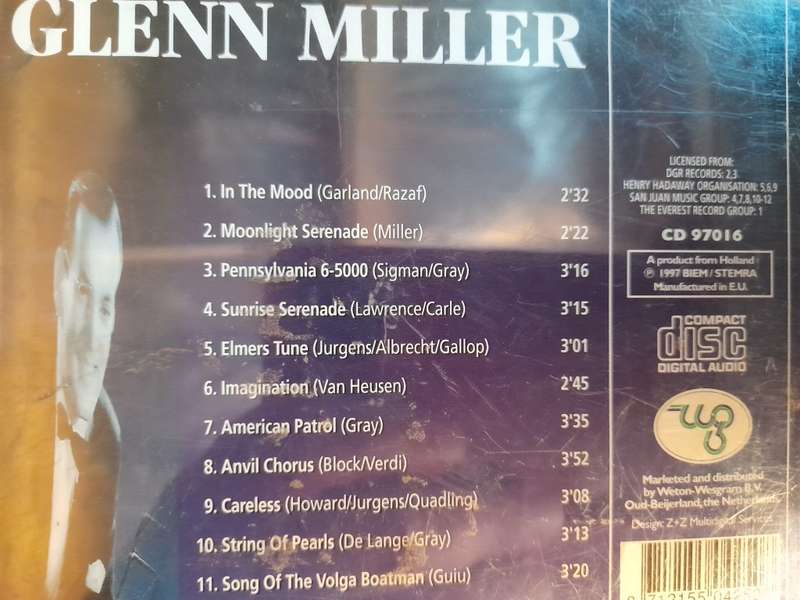 GLENN MILLER
1. In The Mood (Garland/Razaf) 2'32
2. Moonlight Serenade (Miller) 2'22
3. Pennsylvania 6-5000 (Sigman/Gray) 3'16
4. Sunrise Serenade (Lawrence/Carle) 3'15
5. Elmers Tune (Jurgens/Albrecht/Gallop) 3'01
6. Imagination (Van Heusen) 2'45
7. American Patrol (Gray) 3'35
8. Anvil Chorus (Block/Verdi) 3'52
9. Careless (Howard/Jurgens/Quadling) 3'08
10. String Of Pearls (De Lange/Gray) 3'13
11. Song Of The Volga Boatman (Guiu) 3'20
LICENSED FROM:
DGR RECORDS: 2,3
HENRY HADAWAY ORGANISATION: 5,6,9
SAN JUAN MUSIC GROUP: 4,7,8,10-12
THE EVEREST RECORD GROUP: 1
CD 97016
A product from Holland
℗ 1997 BIEM / STEMRA
Manufactured in E.U.
COMPACT
disc
DIGITAL AUDIO
Marketed and distributed
by Weton-Wesgram B.V.
Oud-Beijerland, the Netherlands
Design: Z+Z Multidigital Services